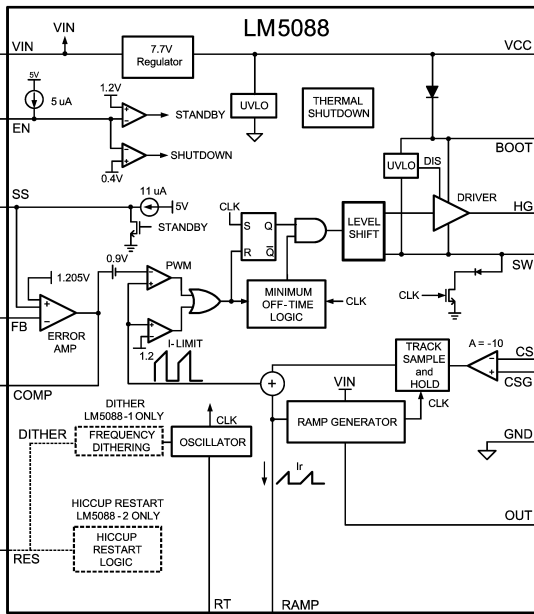 LM5088
VIN
VIN
7.7V
Regulator
VCC
5V
5 uA
1.2V
STANDBY
UVLO
THERMAL
SHUTDOWN
EN
SHUTDOWN
0.4V
BOOT
UVLO
DIS
SS
11 uA
5V
STANDBY
CLK
S
Q
R
Q
LEVEL
SHIFT
DRIVER
HG
0.9V
PWM
1.205V
SW
MINIMUM
OFF-TIME
LOGIC
CLK
CLK
FB
ERROR
AMP
I-LIMIT
1.2
TRACK
SAMPLE
and
HOLD
A = -10
CS
CSG
COMP
VIN
CLK
DITHER
LM5088-1 ONLY
CLK
DITHER
FREQUENCY
DITHERING
OSCILLATOR
RAMP GENERATOR
GND
Ir
HICCUP RESTART
LM5088-2 ONLY
HICCUP
RESTART
LOGIC
OUT
RES
RT
RAMP